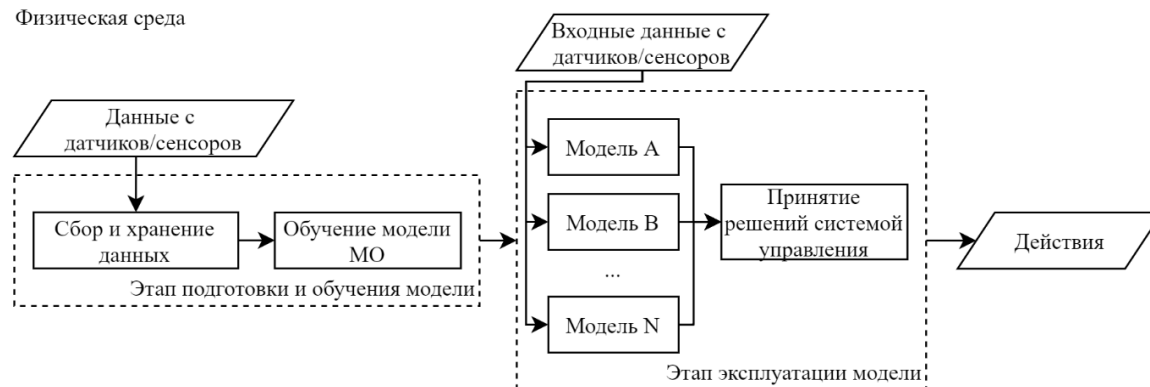 Физическая среда
Входные данные с
датчиков/сенсоров
Данные с
датчиков/сенсоров
Сбор и хранение
данных
Обучение модели
МО
Этап подготовки и обучения модели
Модель A
Модель B
...
Модель N
Принятие
решений системой
управления
Этап эксплуатации модели
Действия